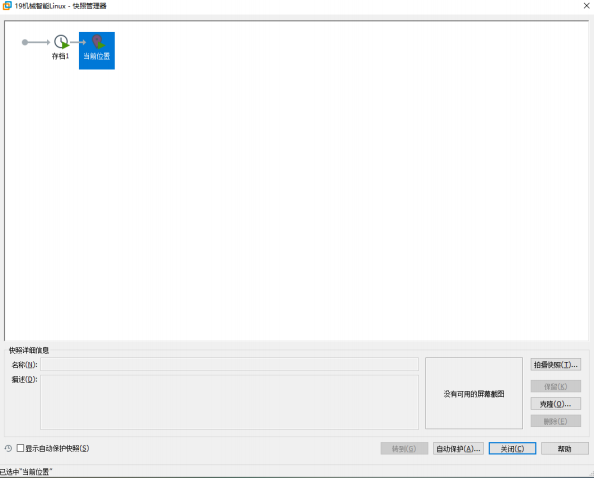 19机械智能Linux - 快照管理器
存档1
当前位置
快照详细信息
名称(N):
描述(D):
没有可用的屏幕截图
拍摄快照(T)...
保留(K)
克隆(O)...
删除(E)
显示自动保护快照(S)
转到(G)
自动保护(A)...
关闭(C)
帮助
已选中"当前位置"